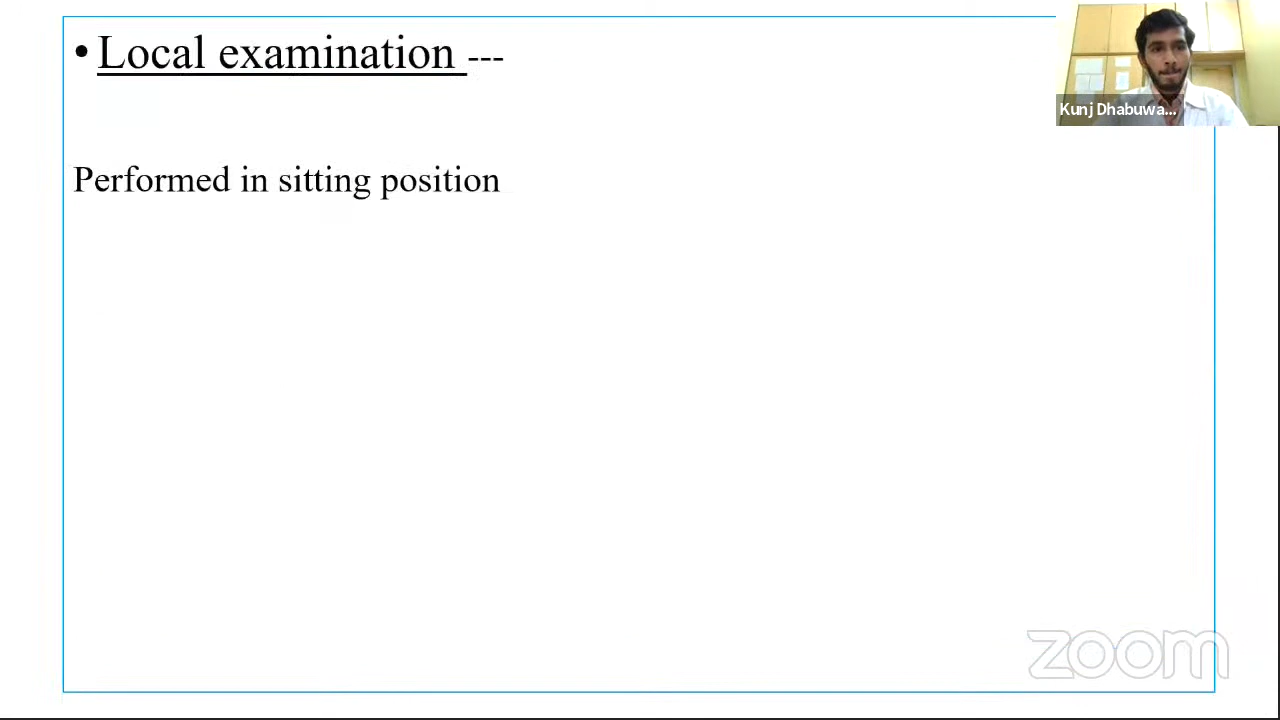 • Local examination ---
Kunj Dhabuwa...
Performed in sitting position
zoom